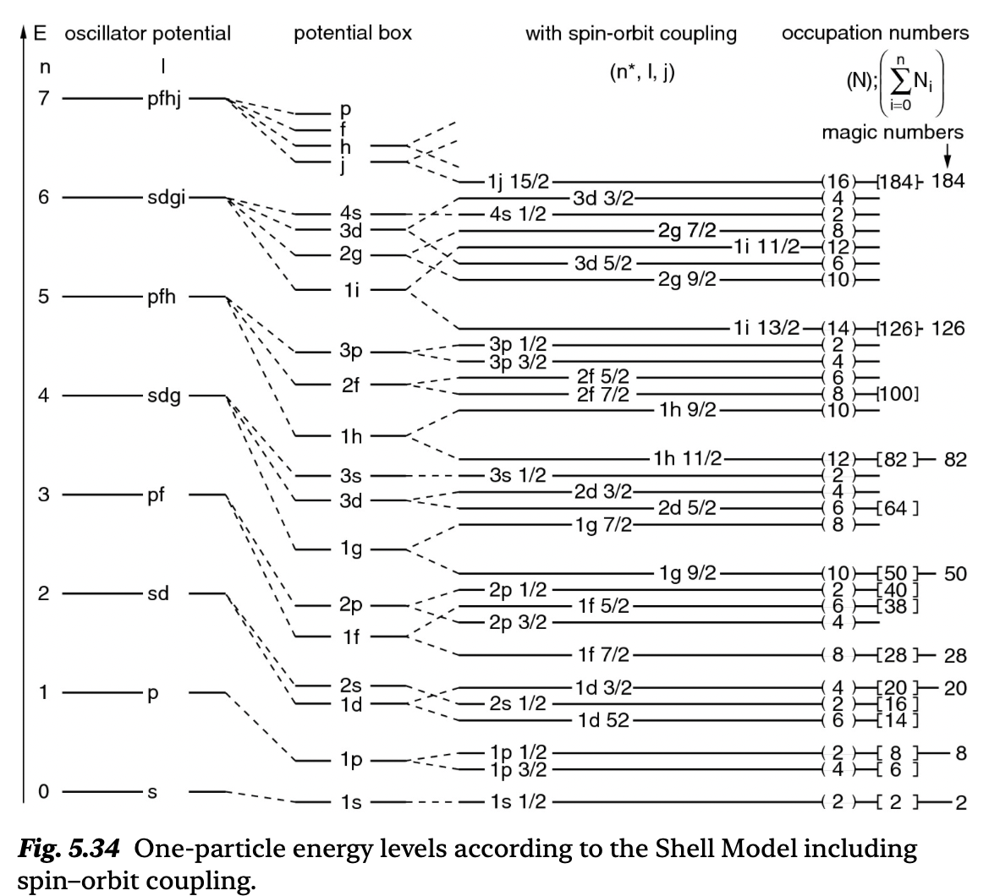 E oscillator potential potential box with spin-orbit coupling occupation numbers
n l (n*, l, j) (N); ( n ∑ i=0 Ni )
magic numbers
7 pfhj p
f
h
j
1j 15/2 (16) [184] 184
6 sdgi 3d 3/2 (4)
4s 4s 1/2 (2)
3d 2g 7/2 (8)
1i 11/2 (12)
2g 3d 5/2 (6)
2g 9/2 (10)
1i
5 pfh
1i 13/2 (14) [126] 126
3p 3p 1/2 (2)
3p 3/2 (4)
2f 5/2 (6)
2f 2f 7/2 (8) [100]
4 sdg
1h 9/2 (10)
1h
1h 11/2 (12) [82] 82
3s 3s 1/2 (2)
3 pf 2d 3/2 (4)
3d 2d 5/2 (6) [64]
1g 7/2 (8)
1g
1g 9/2 (10) [50] 50
2 sd 2p 1/2 (2) [40]
2p 1f 5/2 (6) [38]
2p 3/2 (4)
1f
1f 7/2 (8) [28] 28
2s 1d 3/2 (4) [20] 20
1 p
1d 2s 1/2 (2) [16]
1d 52 (6) [14]
1p 1p 1/2 (2) [8] 8
1p 3/2 (4) [6]
0 s
1s 1s 1/2 (2) [2] 2
Fig. 5.34 One-particle energy levels according to the Shell Model including
spin–orbit coupling.